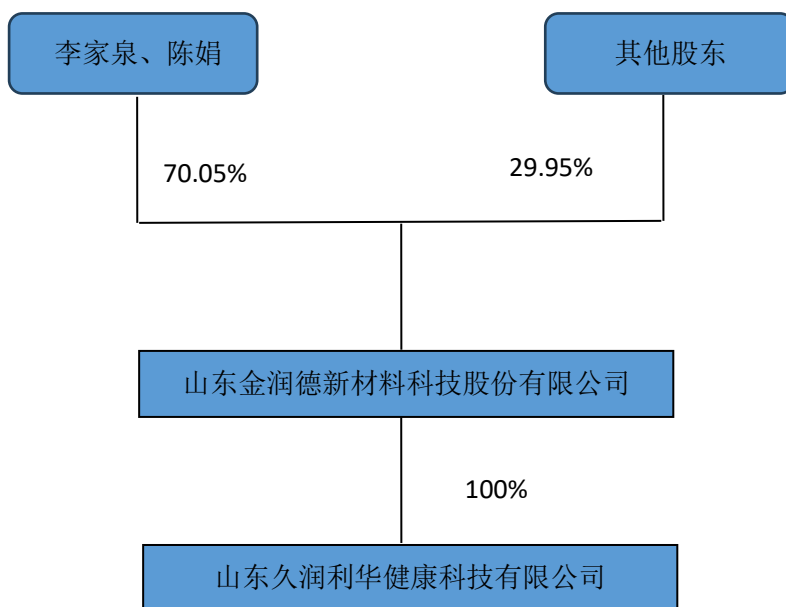 李家泉、陈娟
其他股东
70.05%
29.95%
山东金润德新材料科技股份有限公司
100%
山东久润利华健康科技有限公司